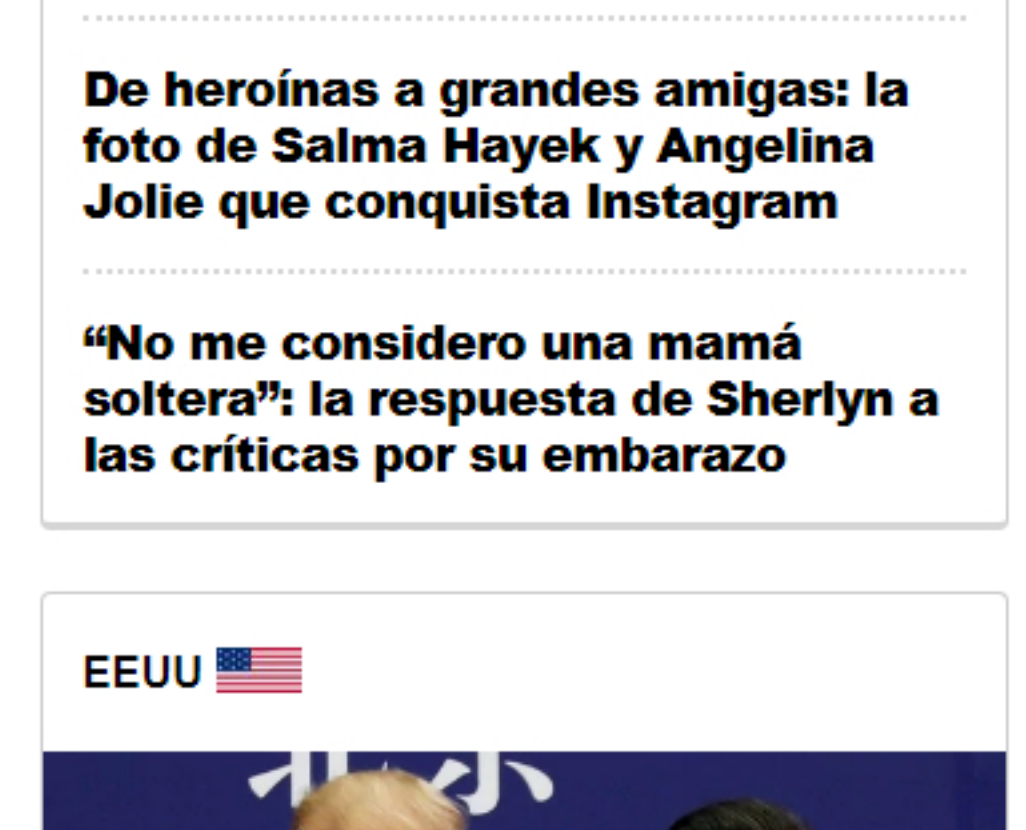 De heroínas a grandes amigas: la
foto de Salma Hayek y Angelina
Jolie que conquista Instagram
“No me considero una mamá
soltera”: la respuesta de Sherlyn a
las críticas por su embarazo
EEUU